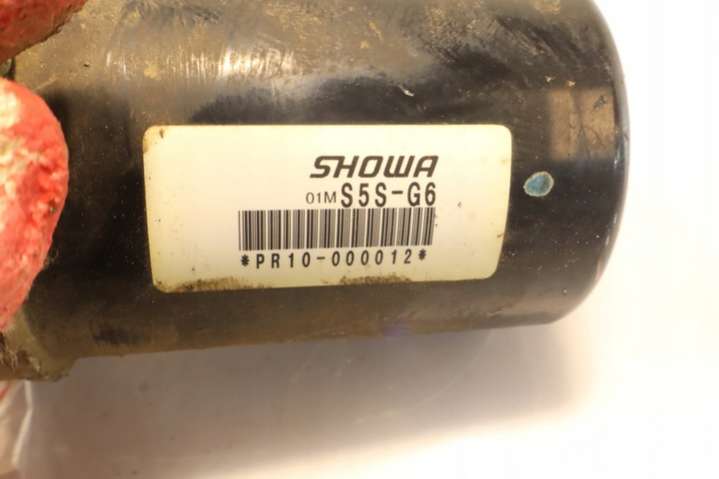 SHOWA
01M S5S-G6
*PR10-000012*